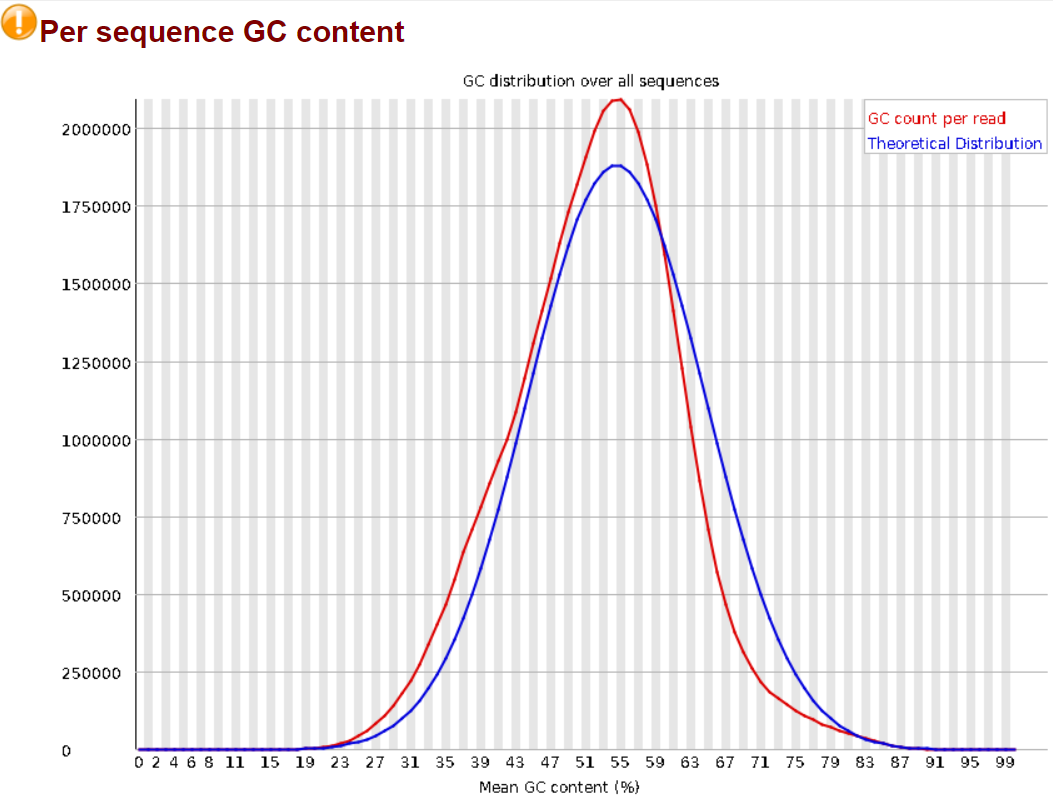 Per sequence GC content
GC distribution over all sequences
GC count per read
Theoretical Distribution
2000000
1750000
1500000
1250000
1000000
750000
500000
250000
0
0 2 4 6 8 11 15 19 23 27 31 35 39 43 47 51 55 59 63 67 71 75 79 83 87 91 95 99
Mean GC content (%)